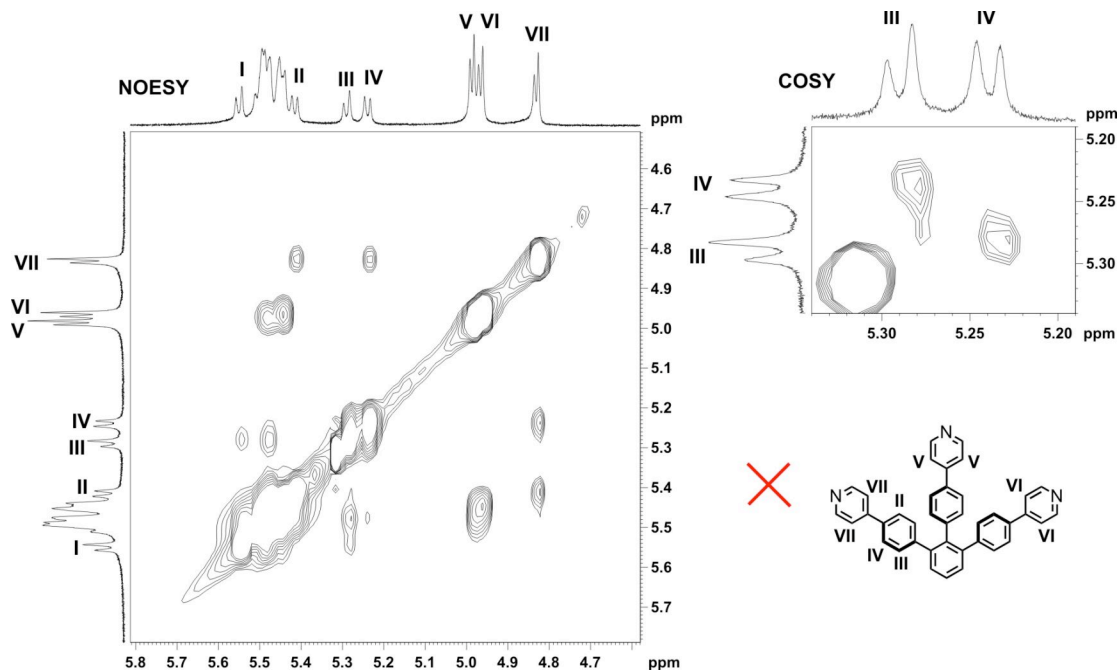 V VI
VII
I
II
III IV
NOESY
ppm
4.6
4.7
4.8
4.9
5.0
5.1
5.2
5.3
5.4
5.5
5.6
5.7
VII
VI
V
IV
III
II
I
5.8 5.7 5.6 5.5 5.4 5.3 5.2 5.1 5.0 4.9 4.8 4.7 ppm
III IV
COSY
ppm
5.20
5.25
5.30
IV
III
5.30 5.25 5.20 ppm
N
V V
VII II VI
N N
VII VI
IV III